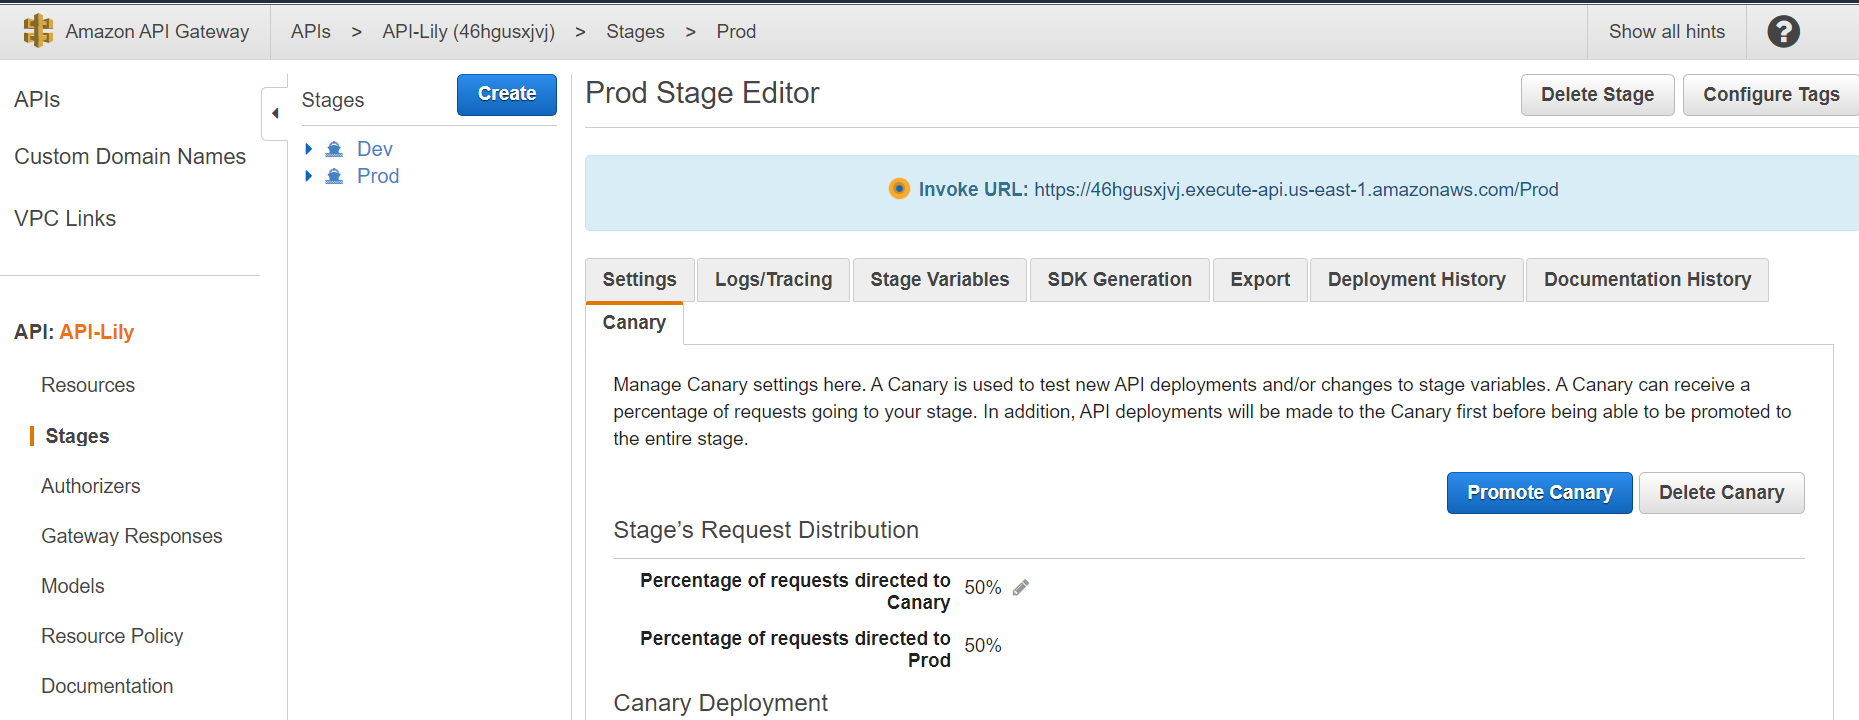 Amazon API Gateway
APIs > API-Lily (46hgusxjvj) > Stages > Prod
Show all hints
?
APIs
Custom Domain Names
VPC Links
API: API-Lily
Resources
Stages
Authorizers
Gateway Responses
Models
Resource Policy
Documentation
Stages
Create
Dev
Prod
Prod Stage Editor
Delete Stage
Configure Tags
Invoke URL: https://46hgusxjvj.execute-api.us-east-1.amazonaws.com/Prod
Settings
Logs/Tracing
Stage Variables
SDK Generation
Export
Deployment History
Documentation History
Canary
Manage Canary settings here. A Canary is used to test new API deployments and/or changes to stage variables. A Canary can receive a
percentage of requests going to your stage. In addition, API deployments will be made to the Canary first before being able to be promoted to
the entire stage.
Promote Canary
Delete Canary
Stage’s Request Distribution
Percentage of requests directed to
Canary
50%
Percentage of requests directed to
Prod
50%
Canary Deployment